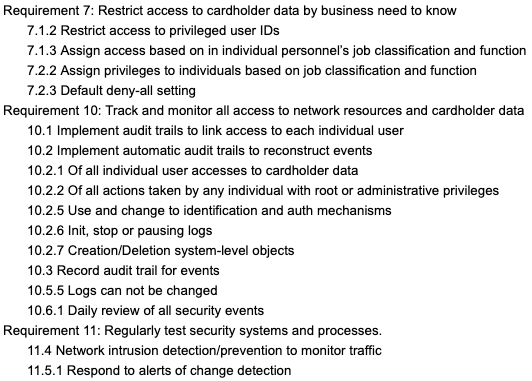 Requirement 7: Restrict access to cardholder data by business need to know
7.1.2 Restrict access to privileged user IDs
7.1.3 Assign access based on in individual personnel's job classification and function
7.2.2 Assign privileges to individuals based on job classification and function
7.2.3 Default deny-all setting
Requirement 10: Track and monitor all access to network resources and cardholder data
10.1 Implement audit trails to link access to each individual user
10.2 Implement automatic audit trails to reconstruct events
10.2.1 Of all individual user accesses to cardholder data
10.2.2 Of all actions taken by any individual with root or administrative privileges
10.2.5 Use and change to identification and auth mechanisms
10.2.6 Init, stop or pausing logs
10.2.7 Creation/Deletion system-level objects
10.3 Record audit trail for events
10.5.5 Logs can not be changed
10.6.1 Daily review of all security events
Requirement 11: Regularly test security systems and processes.
11.4 Network intrusion detection/prevention to monitor traffic
11.5.1 Respond to alerts of change detection